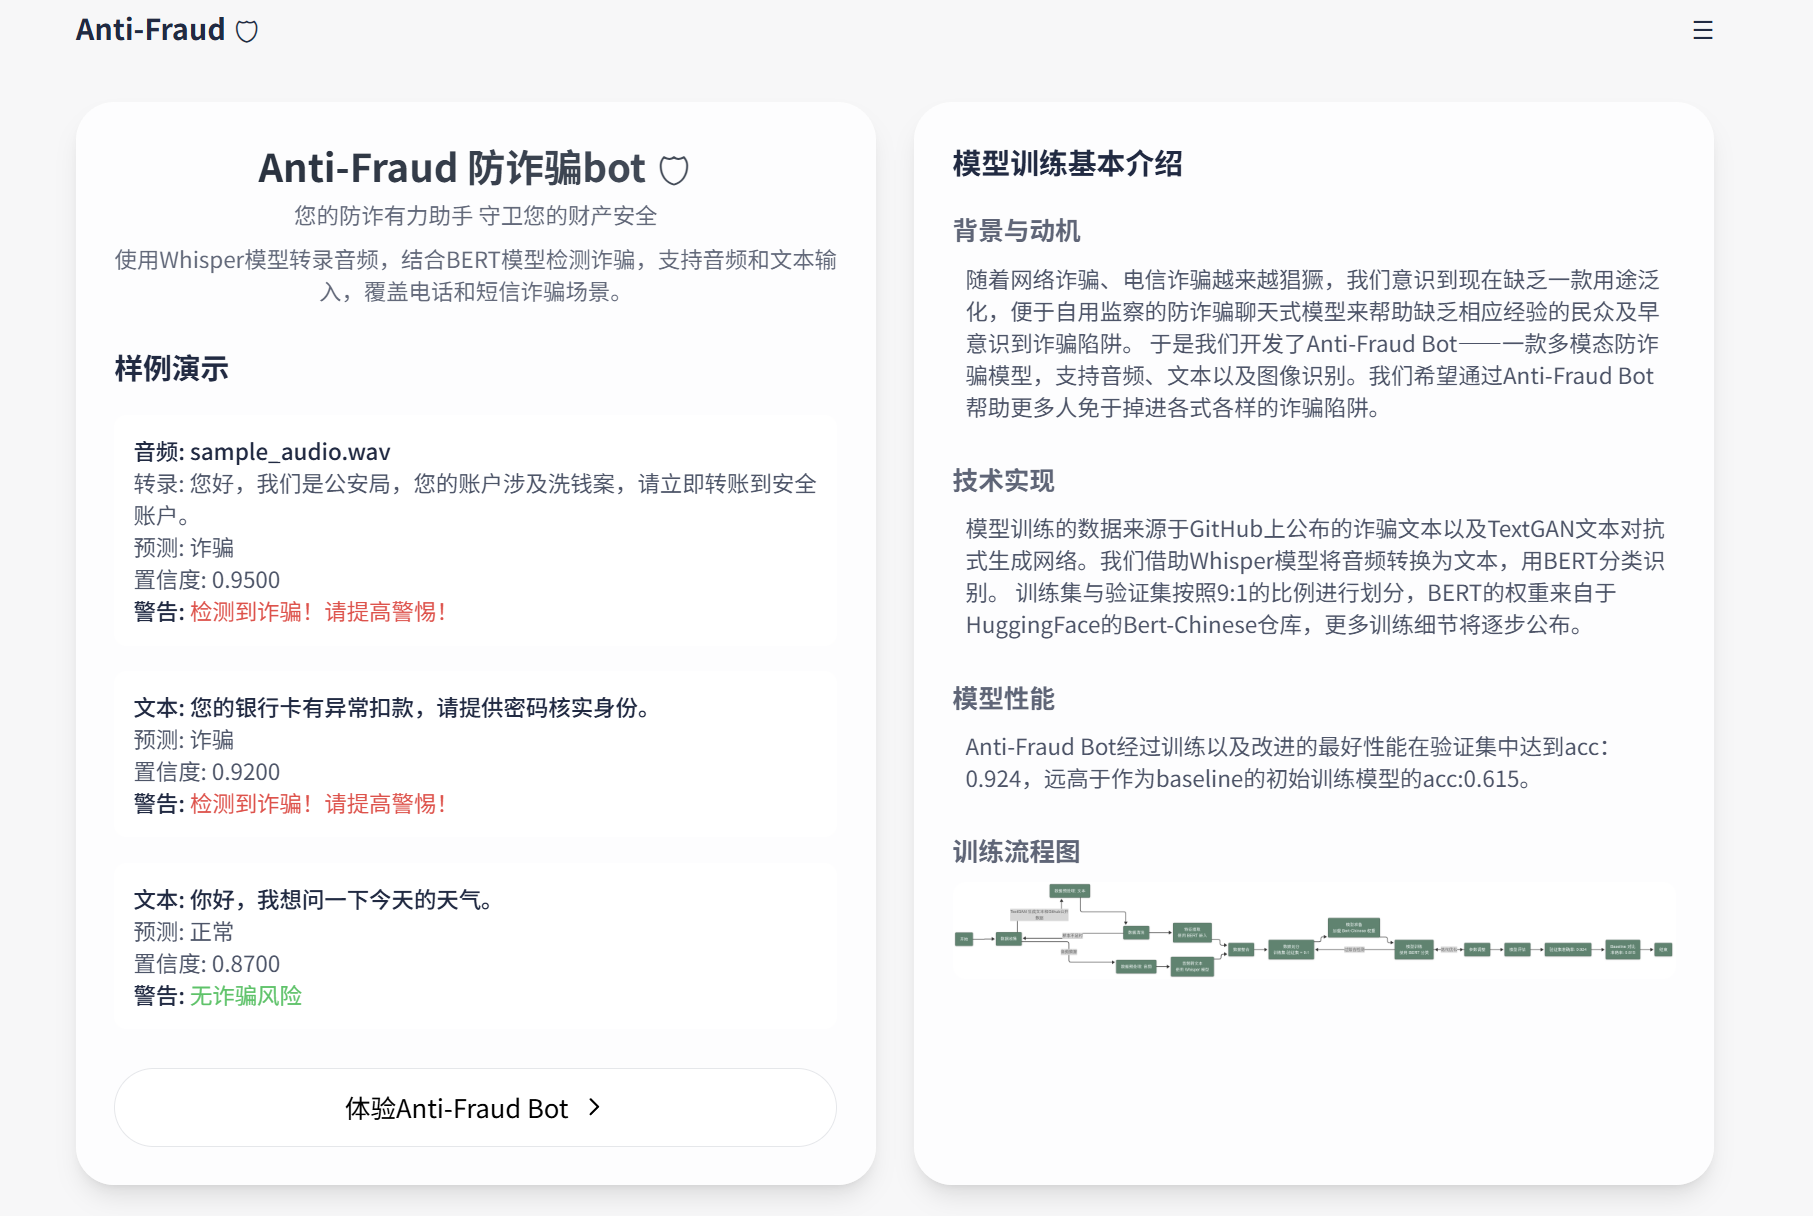 Anti-Fraud
Anti-Fraud 防诈骗bot
您的防诈有力助手 守卫您的财产安全
使用Whisper模型转录音频，结合BERT模型检测诈骗，支持音频和文本输
入，覆盖电话和短信诈骗场景。
样例演示
音频: sample_audio.wav
转录: 您好，我们是公安局，您的账户涉及洗钱案，请立即转账到安全
账户。
预测: 诈骗
置信度: 0.9500
警告: 检测到诈骗！请提高警惕！
文本: 您的银行卡有异常扣款，请提供密码核实身份。
预测: 诈骗
置信度: 0.9200
警告: 检测到诈骗！请提高警惕！
文本: 你好，我想问一下今天的天气。
预测: 正常
置信度: 0.8700
警告: 无诈骗风险
体验Anti-Fraud Bot
模型训练基本介绍
背景与动机
随着网络诈骗、电信诈骗越来越猖獗，我们意识到现在缺乏一款用途泛
化，便于自用监察的防诈骗聊天式模型来帮助缺乏相应经验的民众及早
意识到诈骗陷阱。 于是我们开发了Anti-Fraud Bot——一款多模态防诈
骗模型，支持音频、文本以及图像识别。我们希望通过Anti-Fraud Bot
帮助更多人免于掉进各式各样的诈骗陷阱。
技术实现
模型训练的数据来源于GitHub上公布的诈骗文本以及TextGAN文本对抗
式生成网络。我们借助Whisper模型将音频转换为文本，用BERT分类识
别。 训练集与验证集按照9:1的比例进行划分，BERT的权重来自于
HuggingFace的Bert-Chinese仓库，更多训练细节将逐步公布。
模型性能
Anti-Fraud Bot经过训练以及改进的最好性能在验证集中达到acc：
0.924，远高于作为baseline的初始训练模型的acc:0.615。
训练流程图